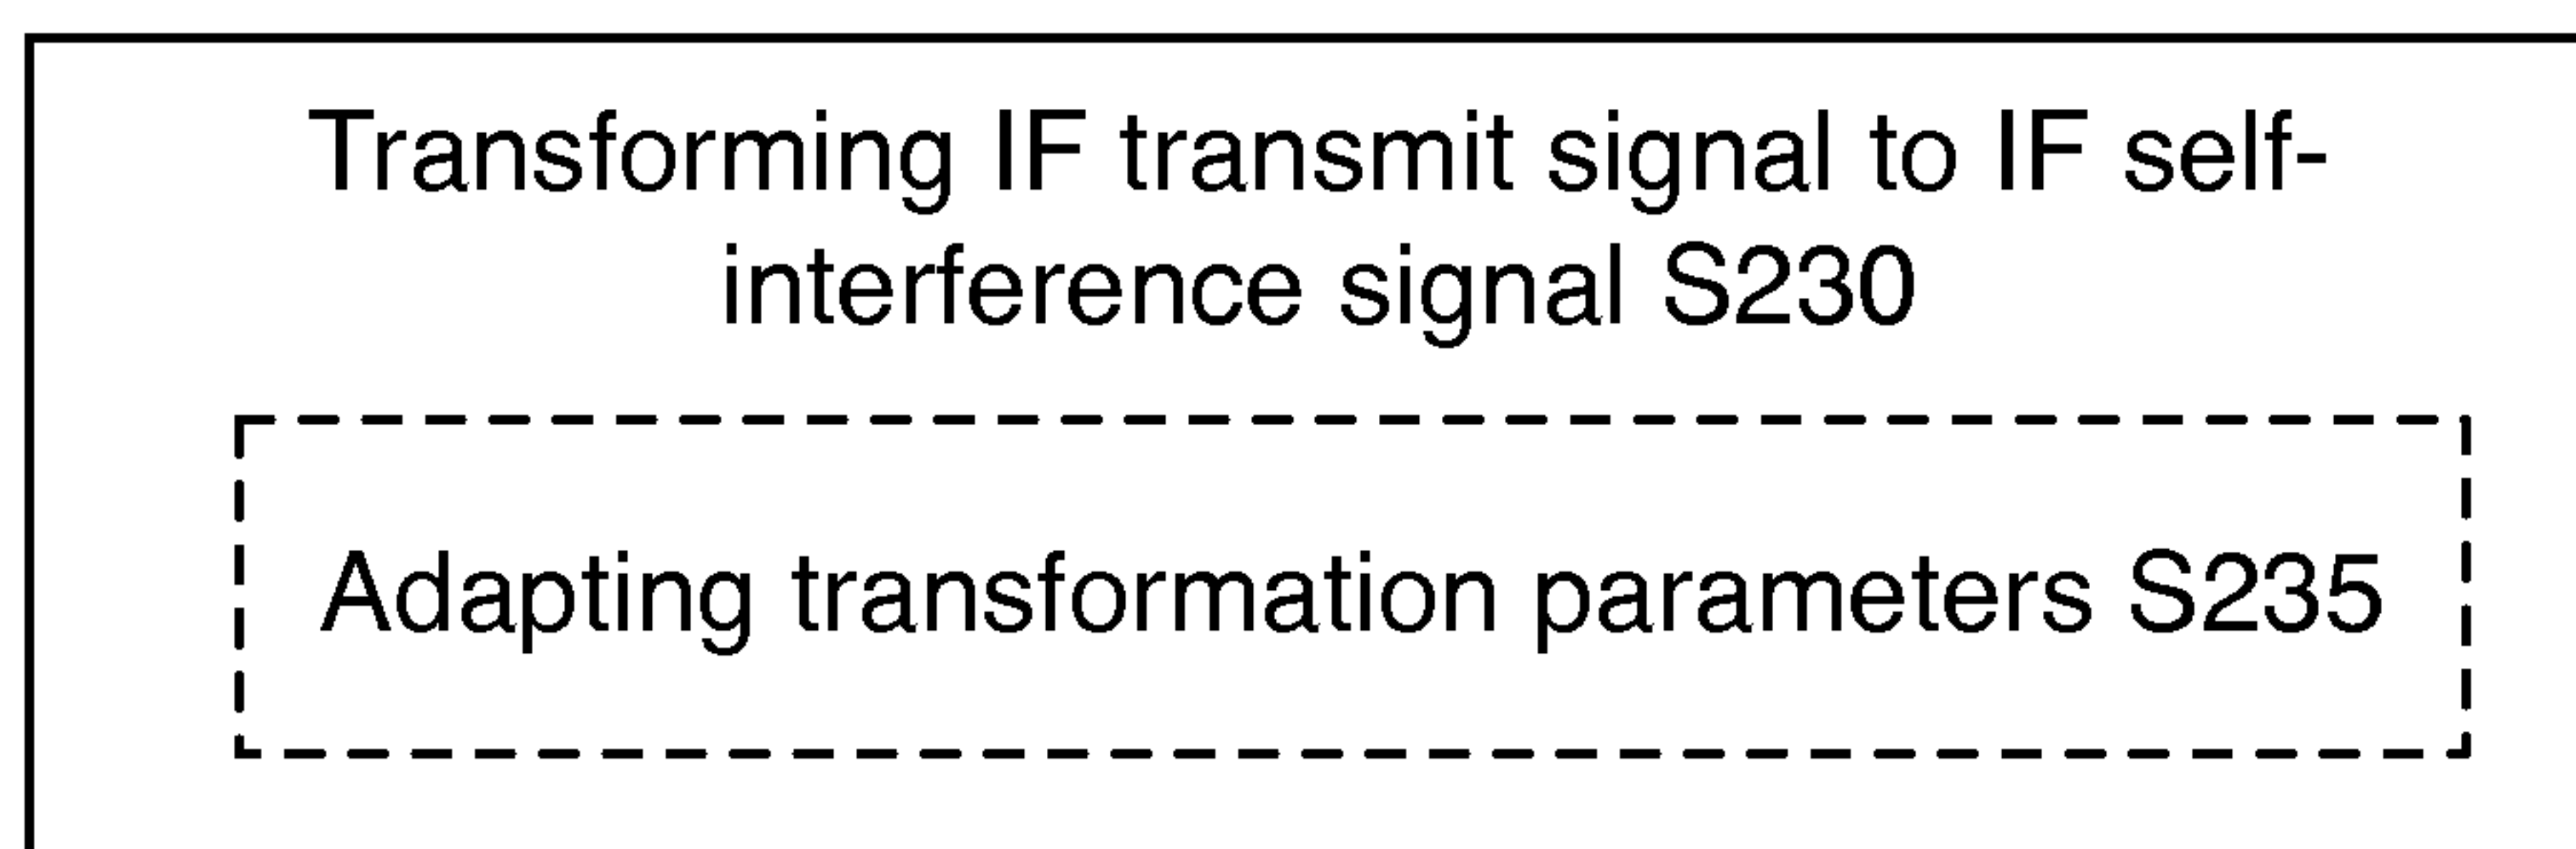 Transforming IF transmit signal to IF self-
interference signal S230
Adapting transformation parameters S235